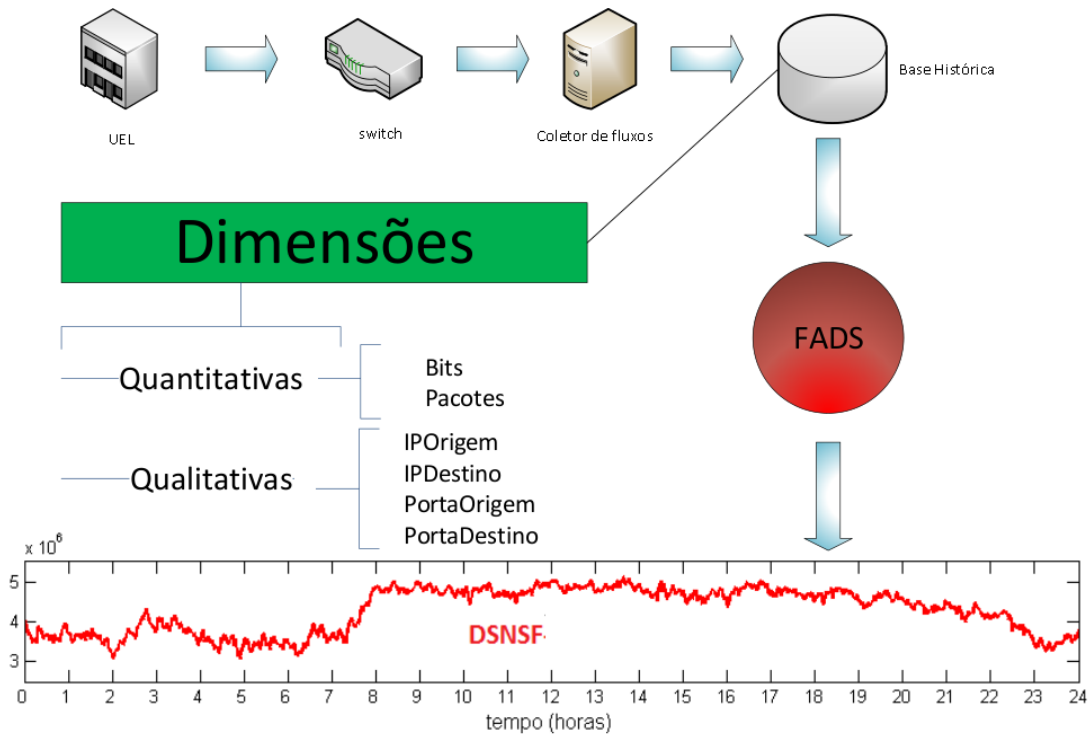 UEL
switch
Coletor de fluxos
Base Histórica
Dimensões
FADS
Quantitativas
Bits
Pacotes
Qualitativas
IPOrigem
IPDestino
PortaOrigem
PortaDestino
x 10⁶
5
4
3
DSNSF
0 1 2 3 4 5 6 7 8 9 10 11 12 13 14 15 16 17 18 19 20 21 22 23 24
tempo (horas)